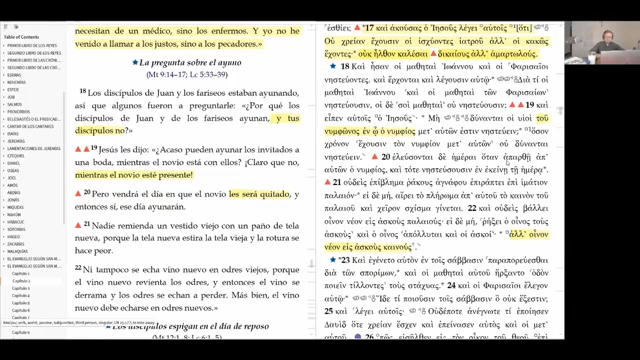 Table of Contents
PRIMER LIBRO DE LOS REYES
SEGUNDO LIBRO DE LOS REYES
ESDRAS
NEHEMÍAS
ESTER
JOB
SALMOS
PROVERBIOS
CANTAR DE LOS CANTARES
ISAÍAS
JEREMÍAS
LAMENTACIONES DE JEREMÍAS
EZEQUIEL
DANIEL
OSEAS
JOEL
AMÓS
ABDÍAS
JONÁS
MIQUEAS
NAHÚM
HABACUC
SOFONÍAS
HAGEO
ZACARÍAS
MALAQUÍAS
Capítulo 1
Capítulo 2
necesitan de un médico, sino los enfermos. Y yo no he
venido a llamar a los justos, sino a los pecadores.»
La pregunta sobre el ayuno
(Mt 9:14–17; Lc 5:33–39)
18 Los discípulos de Juan y los fariseos estaban ayunando,
así que algunos fueron a preguntarle: «¿Por qué los
discípulos de Juan y de los fariseos ayunan, y tus
discípulos no?»
19 Jesús les dijo: «¿Acaso pueden ayunar los invitados a
una boda, mientras el novio está con ellos? ¡Claro que no,
mientras el novio esté presente!
20 Pero vendrá el día en que el novio les será quitado, y
entonces sí, ese día ayunarán.
21 Nadie remienda un vestido viejo con un paño de tela
nueva, porque la tela nueva estira la tela vieja y la rotura se
hace peor.
22 Ni tampoco se echa vino nuevo en odres viejos, porque
el vino nuevo revienta los odres, y entonces el vino se
derrama y los odres se echan a perder. Más bien, el vino
nuevo debe echarse en odres nuevos.»
Los discípulos espigan en el día de reposo
ἐσθίει; 17 καὶ ἀκούσας ὁ Ἰησοῦς λέγει αὐτοῖς [ὅτι]
Οὐ χρείαν ἔχουσιν οἱ ἰσχύοντες ἰατροῦ ἀλλ’ οἱ κακῶς
ἔχοντες· οὐκ ἦλθον καλέσαι δικαίους ἀλλ’ ἁμαρτωλούς.
18 Καὶ ἦσαν οἱ μαθηταὶ Ἰωάννου καὶ οἱ Φαρισαῖοι
νηστεύοντες. καὶ ἔρχονται καὶ λέγουσιν αὐτῷ· Διὰ τί οἱ
μαθηταὶ Ἰωάννου καὶ οἱ μαθηταὶ τῶν Φαρισαίων
νηστεύουσιν, οἱ δὲ σοὶ μαθηταὶ οὐ νηστεύουσιν; 19 καὶ
εἶπεν αὐτοῖς ὁ Ἰησοῦς· Μὴ δύνανται οἱ υἱοὶ τοῦ
νυμφῶνος ἐν ᾧ ὁ νυμφίος μετ’ αὐτῶν ἐστιν νηστεύειν; ὅσον
χρόνον ἔχουσιν τὸν νυμφίον μετ’ αὐτῶν οὐ δύνανται
νηστεύειν. 20 ἐλεύσονται δὲ ἡμέραι ὅταν ἀπαρθῇ ἀπ’
αὐτῶν ὁ νυμφίος, καὶ τότε νηστεύσουσιν ἐν ἐκείνῃ τῇ ἡμέρᾳ.
21 οὐδεὶς ἐπίβλημα ῥάκους ἀγνάφου ἐπιράπτει ἐπὶ ἱμάτιον
παλαιόν· εἰ δὲ μή, αἴρει τὸ πλήρωμα ἀπ’ αὐτοῦ τὸ καινὸν τοῦ
παλαιοῦ καὶ χεῖρον σχίσμα γίνεται. 22 καὶ οὐδεὶς βάλλει
οἶνον νέον εἰς ἀσκοὺς παλαιούς· εἰ δὲ μή, ῥήξει ὁ οἶνος τοὺς
ἀσκοὺς καὶ ὁ οἶνος ἀπόλλυται καὶ οἱ ἀσκοί· ἀλλ’ οἶνον
νέον εἰς ἀσκοὺς καινούς.
23 Καὶ ἐγένετο αὐτὸν ἐν τοῖς σάββασιν παραπορεύεσθαι
διὰ τῶν σπορίμων, καὶ οἱ μαθηταὶ αὐτοῦ ἤρξαντο ὁδὸν
ποιεῖν τίλλοντες τοὺς στάχυας. 24 καὶ οἱ Φαρισαῖοι ἔλεγον
αὐτῷ· Ἴδε τί ποιοῦσιν τοῖς σάββασιν ὃ οὐκ ἔξεστιν;
25 καὶ λέγει αὐτοῖς· Οὐδέποτε ἀνέγνωτε τί ἐποίησεν
Δαυὶδ ὅτε χρείαν ἔσχεν καὶ ἐπείνασεν αὐτὸς καὶ οἱ μετ’